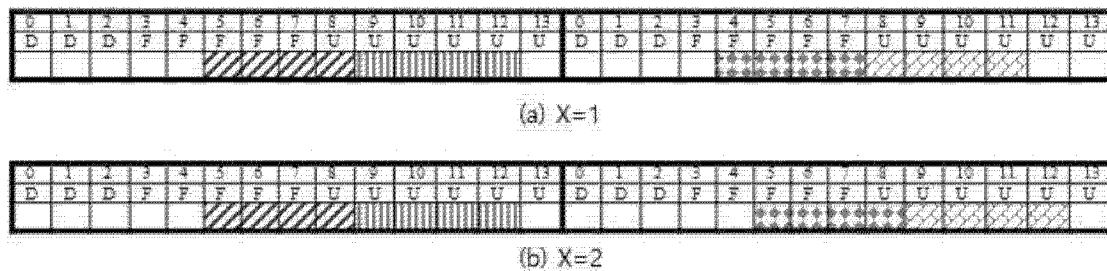 0 1 2 3 4 5 6 7 8 9 10 11 12 13 0 1 2 3 4 5 6 7 8 9 10 11 12 13
D D D F F F F F U U U U U U D D D F F F F F U U U U U U
(a) X=1
0 1 2 3 4 5 6 7 8 9 10 11 12 13 0 1 2 3 4 5 6 7 8 9 10 11 12 13
D D D F F F F F U U U U U U D D D F F F F F U U U U U U
(b) X=2